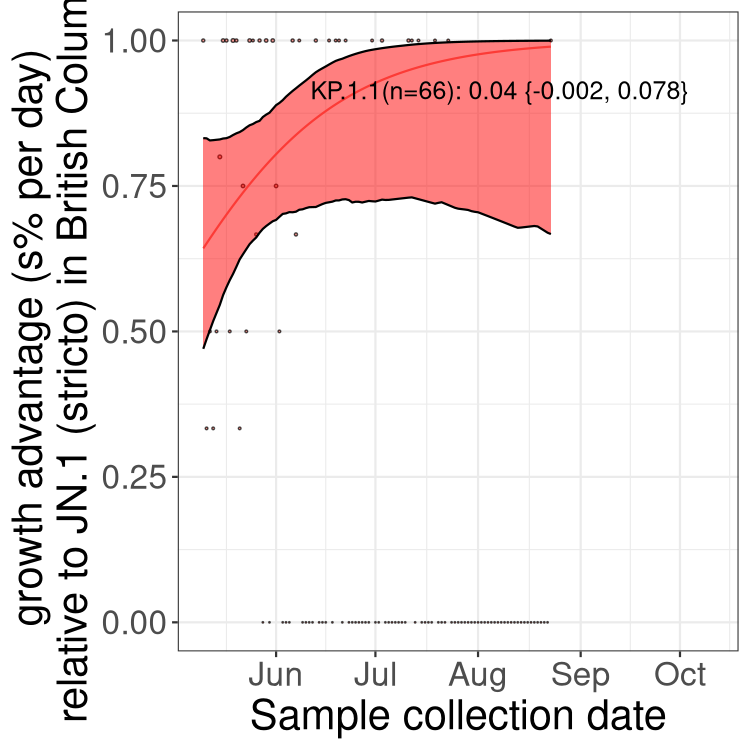 growth advantage (s% per day)
relative to JN.1 (stricto) in British Colum
1.00
0.75
0.50
0.25
0.00
KP.1.1(n=66): 0.04 {-0.002, 0.078}
Jun Jul Aug Sep Oct
Sample collection date